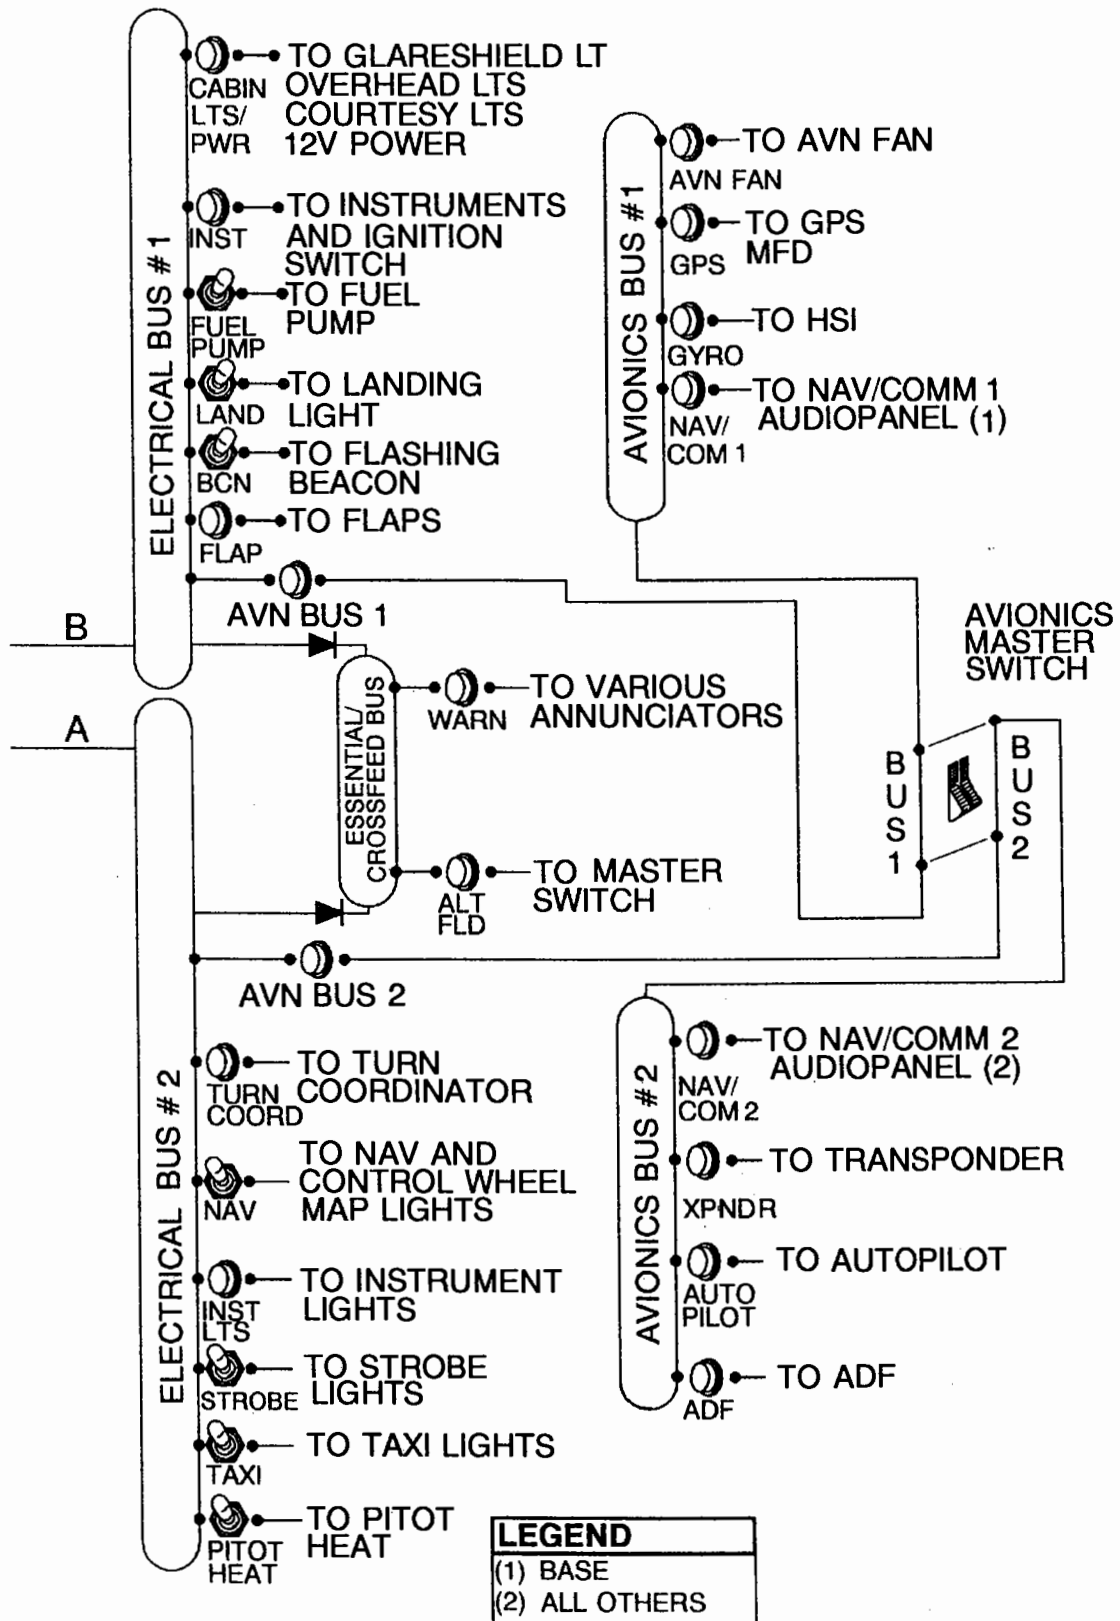 ELECTRICAL BUS #1
CABIN
LTS/
PWR
TO GLARESHIELD LT
OVERHEAD LTS
COURTESY LTS
12V POWER
INST
TO INSTRUMENTS
AND IGNITION
SWITCH
FUEL
PUMP
TO FUEL
PUMP
LAND
TO LANDING
LIGHT
BCN
TO FLASHING
BEACON
FLAP
TO FLAPS
AVN BUS 1
B
A
AVIONICS BUS #1
TO AVN FAN
AVN FAN
TO GPS
MFD
GPS
TO HSI
GYRO
TO NAV/COMM 1
AUDIOPANEL (1)
NAV/
COM 1
AVIONICS
MASTER
SWITCH
BUS 1
BUS 2
ESSENTIAL/
CROSSFEED BUS
WARN
TO VARIOUS
ANNUNCIATORS
ALT
FLD
TO MASTER
SWITCH
AVN BUS 2
ELECTRICAL BUS #2
TURN
COORD
TO TURN
COORDINATOR
NAV
TO NAV AND
CONTROL WHEEL
MAP LIGHTS
INST
LTS
TO INSTRUMENT
LIGHTS
STROBE
TO STROBE
LIGHTS
TAXI
TO TAXI LIGHTS
PITOT
HEAT
TO PITOT
HEAT
AVIONICS BUS #2
TO NAV/COMM 2
AUDIOPANEL (2)
NAV/
COM 2
TO TRANSPONDER
XPNDR
TO AUTOPILOT
AUTO
PILOT
TO ADF
ADF
LEGEND
(1) BASE
(2) ALL OTHERS